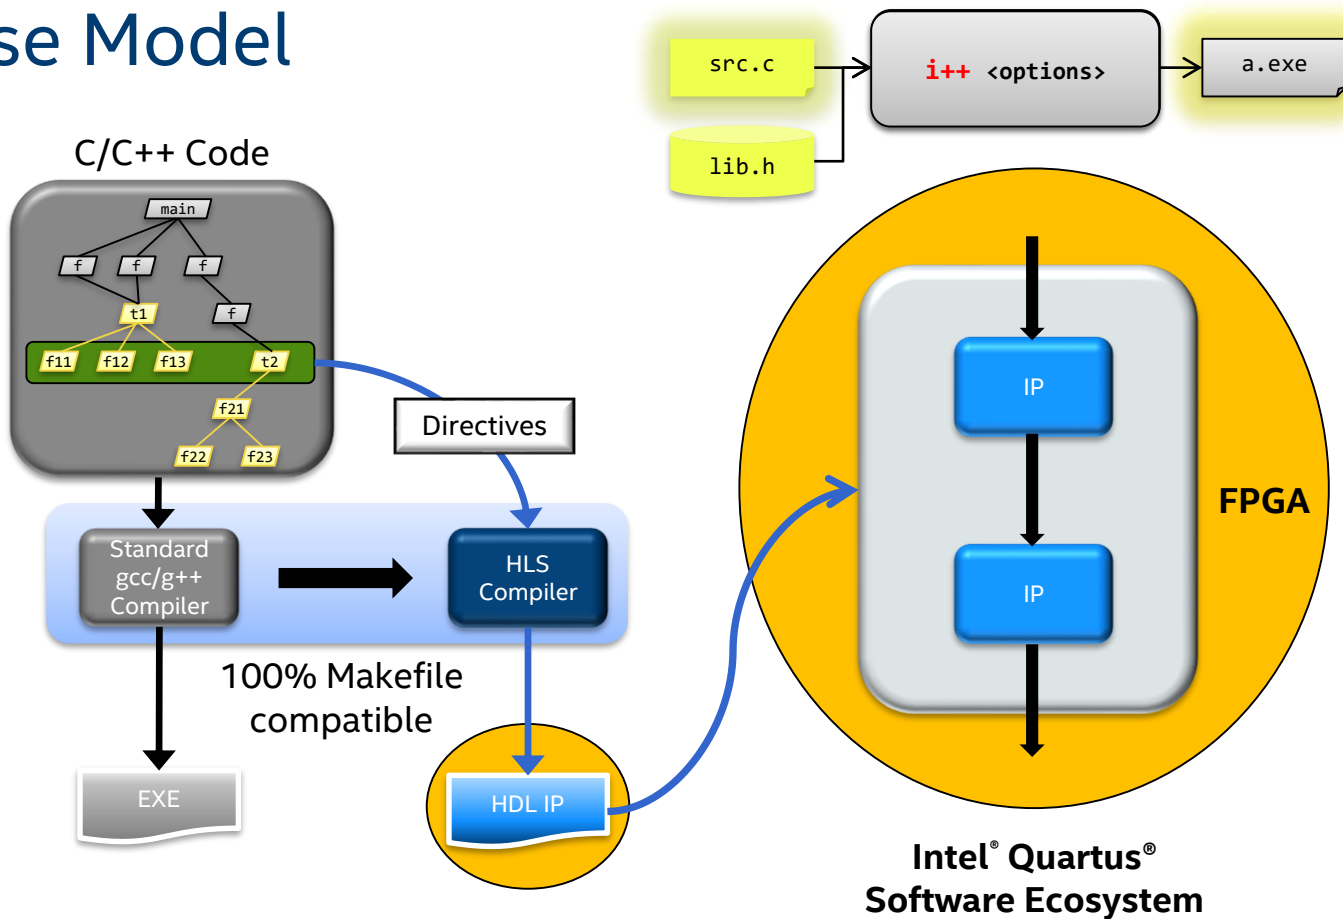 se Model
src.c
i++ <options>
a.exe
lib.h
C/C++ Code
main
f f f
t1 f
f11 f12 f13 t2
f21
f22 f23
Directives
Standard
gcc/g++
Compiler
HLS
Compiler
100% Makefile
compatible
EXE
HDL IP
IP
IP
FPGA
Intel® Quartus®
Software Ecosystem